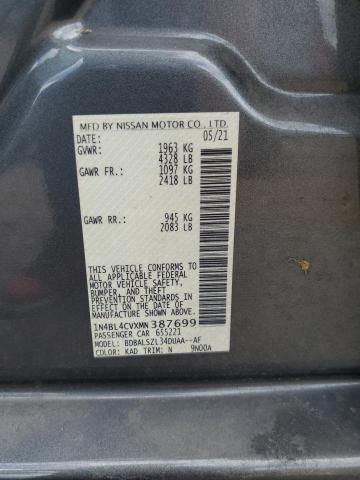 MFD BY NISSAN MOTOR CO., LTD.
DATE: 05/21
GVWR: 1963 KG
4328 LB
GAWR FR: 1097 KG
2418 LB
GAWR RR: 945 KG
2083 LB
THIS VEHICLE CONFORMS TO
ALL APPLICABLE FEDERAL
MOTOR VEHICLE SAFETY,
BUMPER, AND THEFT
PREVENTION STANDARDS IN
EFFECT ON THE DATE OF
MANUFACTURE SHOWN ABOVE.
1N4BL4CVXMN387699
PASSENGER CAR 655221
MODEL: BDBALSZL34DUAA--AF
COLOR: KAD TRIM: N 9N00A